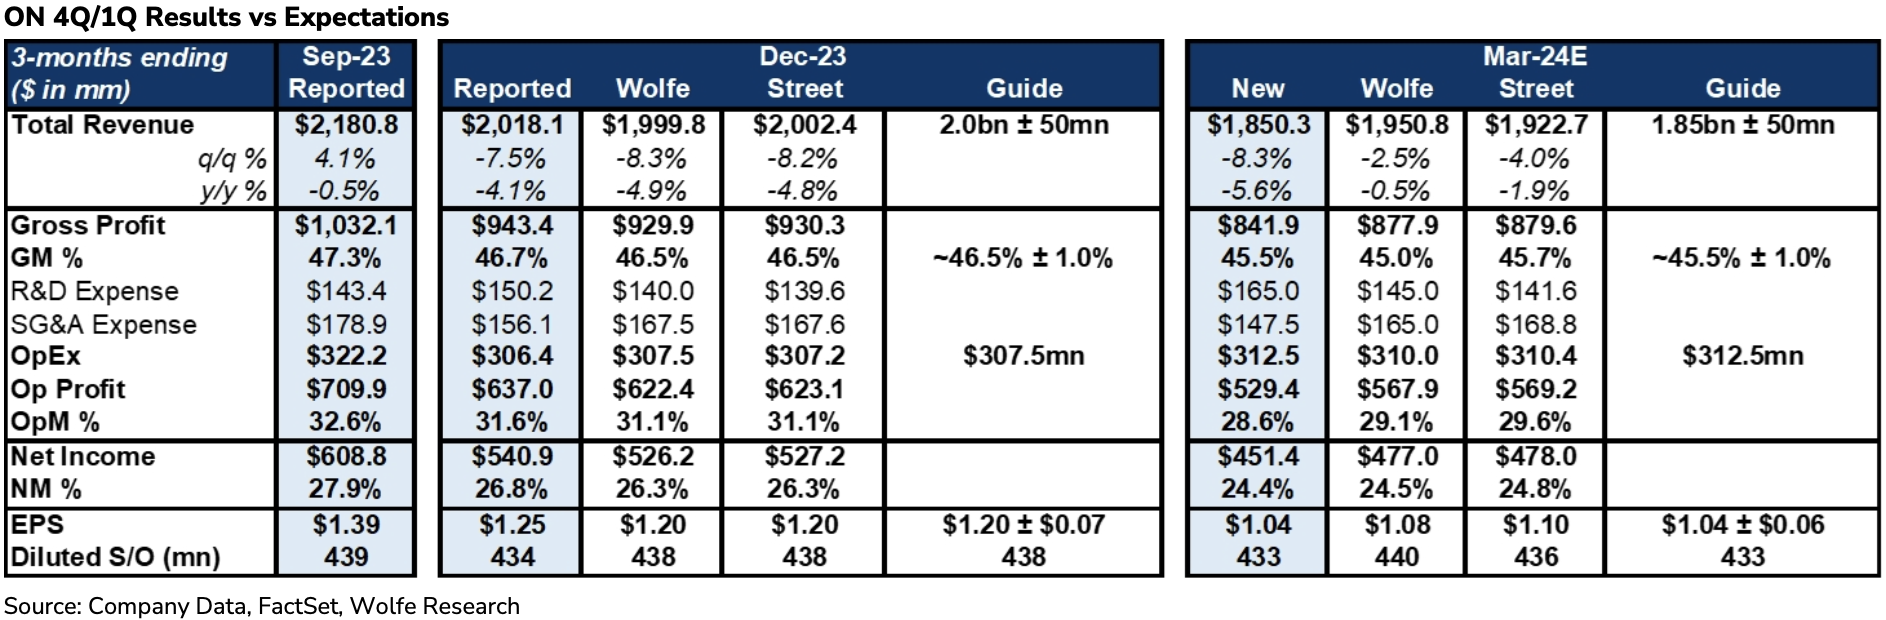 ON 4Q/1Q Results vs Expectations
3-months ending Sep-23 Dec-23 Mar-24E
($ in mm) Reported Reported Wolfe Street Guide New Wolfe Street Guide
Total Revenue $2,180.8 $2,018.1 $1,999.8 $2,002.4 2.0bn ± 50mn $1,850.3 $1,950.8 $1,922.7 1.85bn ± 50mn
q/q % 4.1% -7.5% -8.3% -8.2% -8.3% -2.5% -4.0%
y/y % -0.5% -4.1% -4.9% -4.8% -5.6% -0.5% -1.9%
Gross Profit $1,032.1 $943.4 $929.9 $930.3 $841.9 $877.9 $879.6
GM % 47.3% 46.7% 46.5% 46.5% ~46.5% ± 1.0% 45.5% 45.0% 45.7% ~45.5% ± 1.0%
R&D Expense $143.4 $150.2 $140.0 $139.6 $165.0 $145.0 $141.6
SG&A Expense $178.9 $156.1 $167.5 $167.6 $147.5 $165.0 $168.8
OpEx $322.2 $306.4 $307.5 $307.2 $307.5mn $312.5 $310.0 $310.4 $312.5mn
Op Profit $709.9 $637.0 $622.4 $623.1 $529.4 $567.9 $569.2
OpM % 32.6% 31.6% 31.1% 31.1% 28.6% 29.1% 29.6%
Net Income $608.8 $540.9 $526.2 $527.2 $451.4 $477.0 $478.0
NM % 27.9% 26.8% 26.3% 26.3% 24.4% 24.5% 24.8%
EPS $1.39 $1.25 $1.20 $1.20 $1.20 ± $0.07 $1.04 $1.08 $1.10 $1.04 ± $0.06
Diluted S/O (mn) 439 434 438 438 438 433 440 436 433
Source: Company Data, FactSet, Wolfe Research